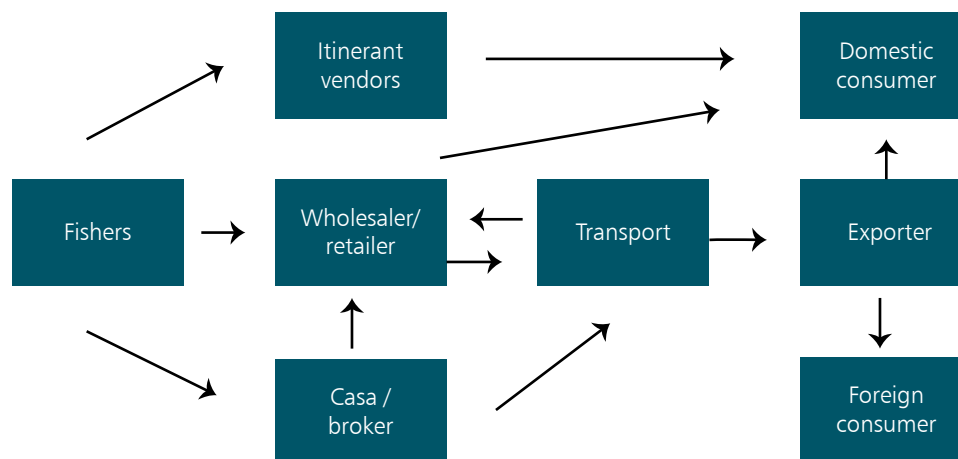 Itinerant
vendors
Domestic
consumer
Fishers
Wholesaler/
retailer
Transport
Exporter
Casa /
broker
Foreign
consumer